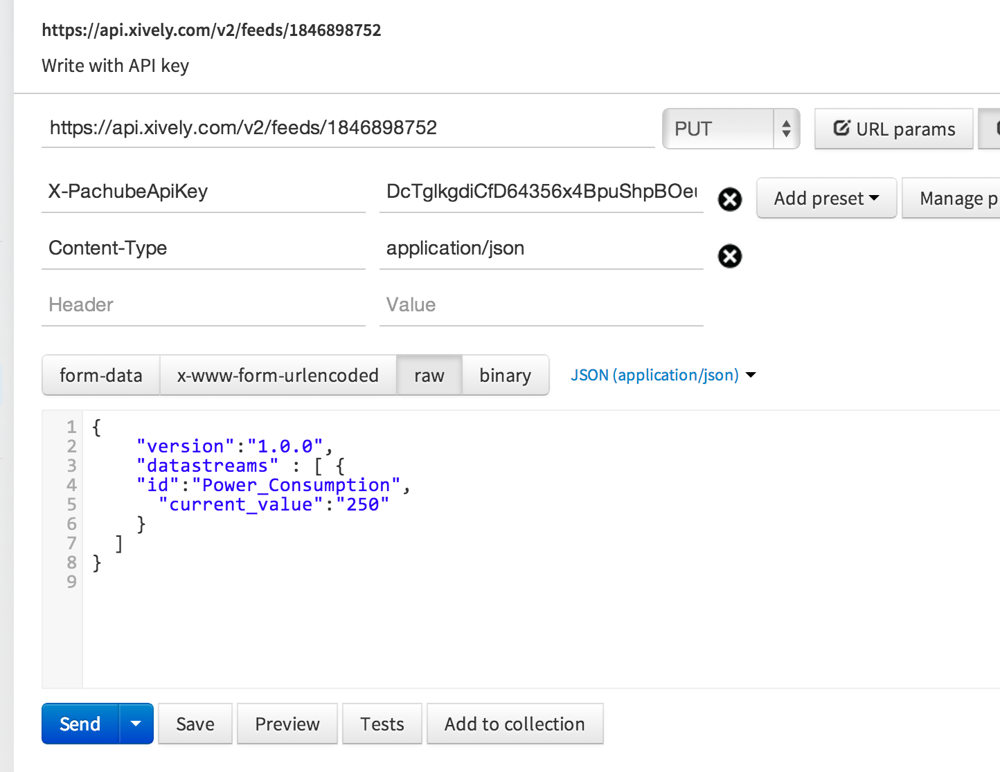 https://api.xively.com/v2/feeds/1846898752
Write with API key
https://api.xively.com/v2/feeds/1846898752 PUT URL params
X-PachubeApiKey DcTglkgdiCfD64356x4BpuShpBOe Add preset Manage p
Content-Type application/json
Header Value
form-data x-www-form-urlencoded raw binary JSON (application/json)
1 {
2 "version":"1.0.0",
3 "datastreams" : [ {
4 "id":"Power_Consumption",
5 "current_value":"250"
6 }
7 ]
8 }
9
Send Save Preview Tests Add to collection